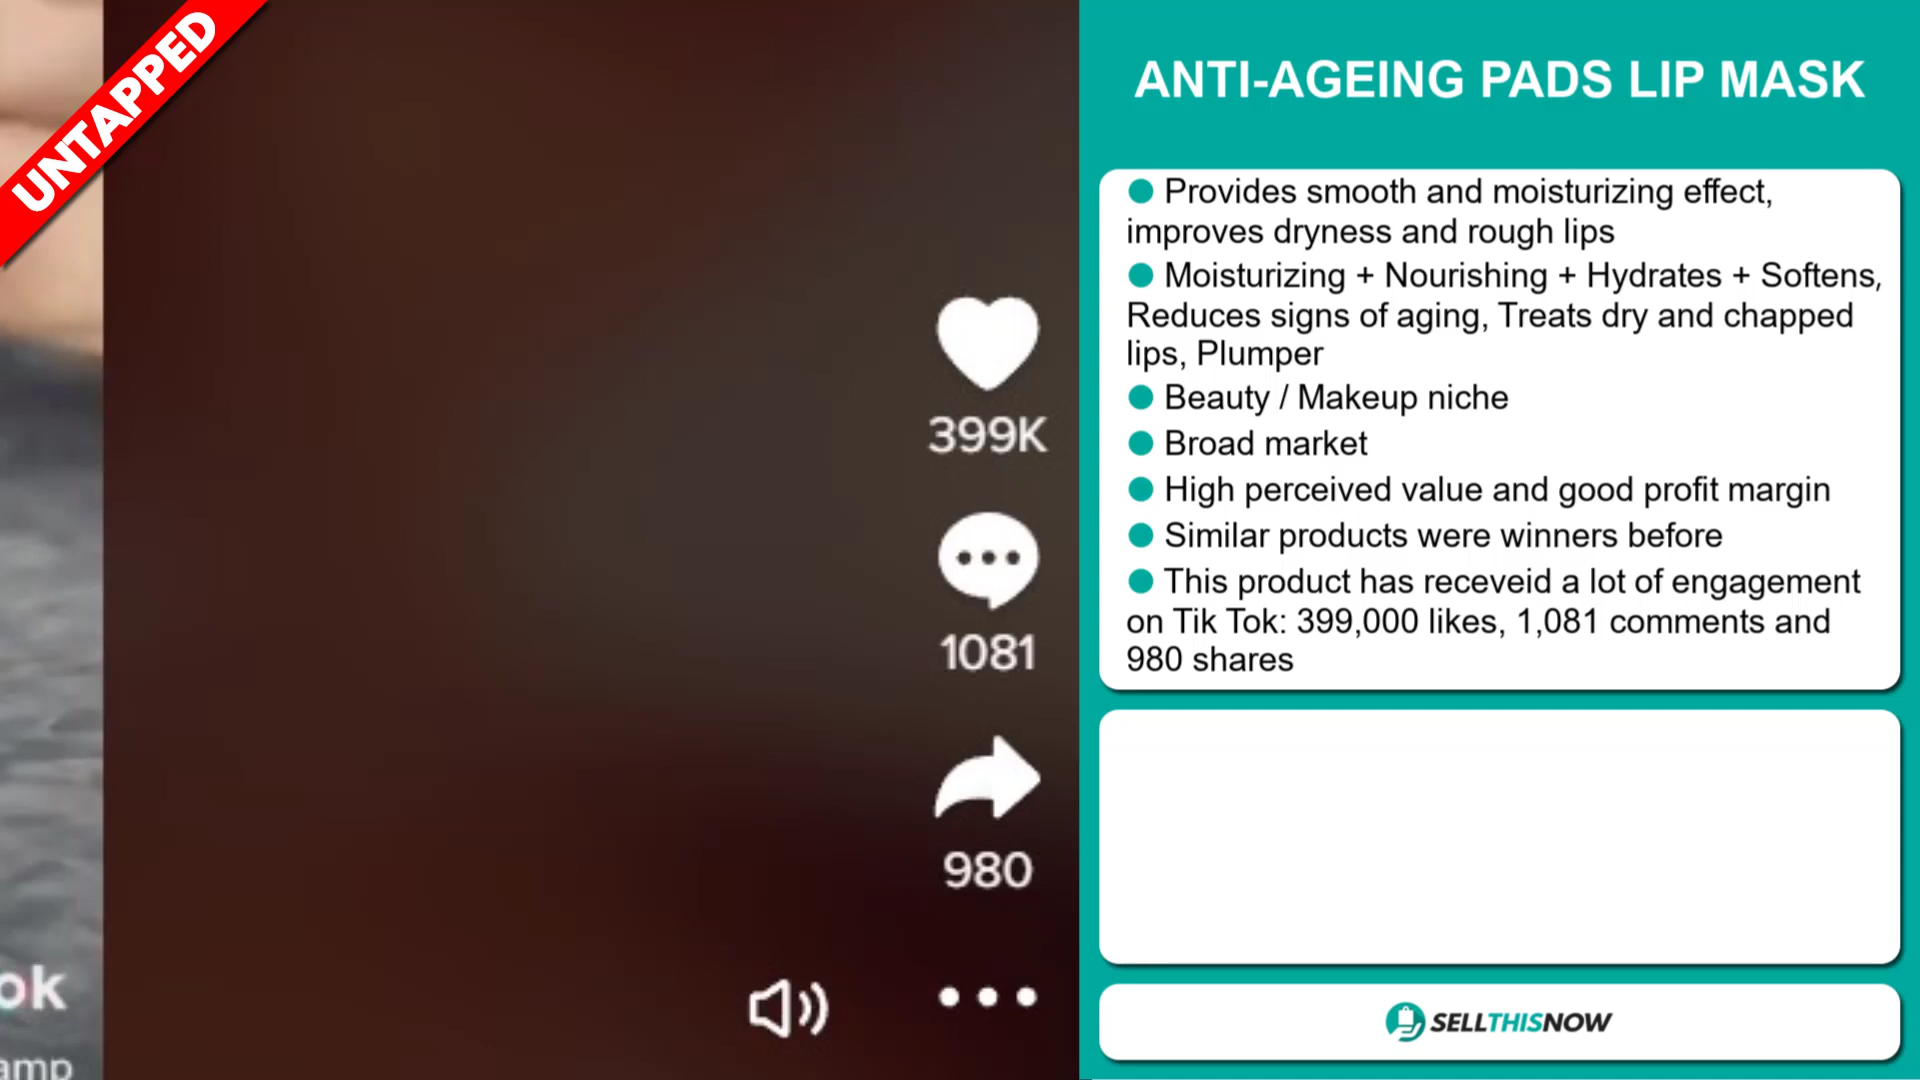 UNTAPPED
399K
1081
980
ok
amp
ANTI-AGEING PADS LIP MASK
Provides smooth and moisturizing effect,
improves dryness and rough lips
Moisturizing + Nourishing + Hydrates + Softens,
Reduces signs of aging, Treats dry and chapped
lips, Plumper
Beauty / Makeup niche
Broad market
High perceived value and good profit margin
Similar products were winners before
This product has receveid a lot of engagement
on Tik Tok: 399,000 likes, 1,081 comments and
980 shares
SELLTHISNOW